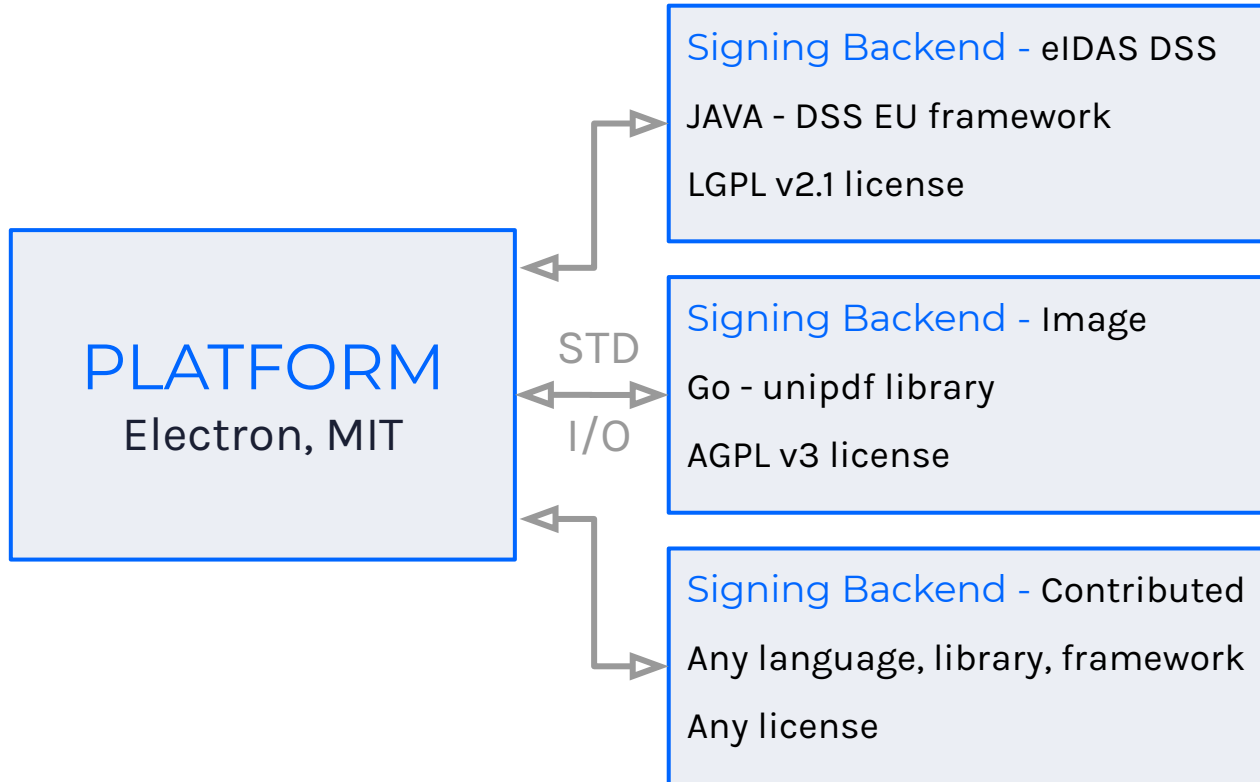 PLATFORM
Electron, MIT
STD
I/O
Signing Backend - eIDAS DSS
JAVA - DSS EU framework
LGPL v2.1 license
Signing Backend - Image
Go - unipdf library
AGPL v3 license
Signing Backend - Contributed
Any language, library, framework
Any license